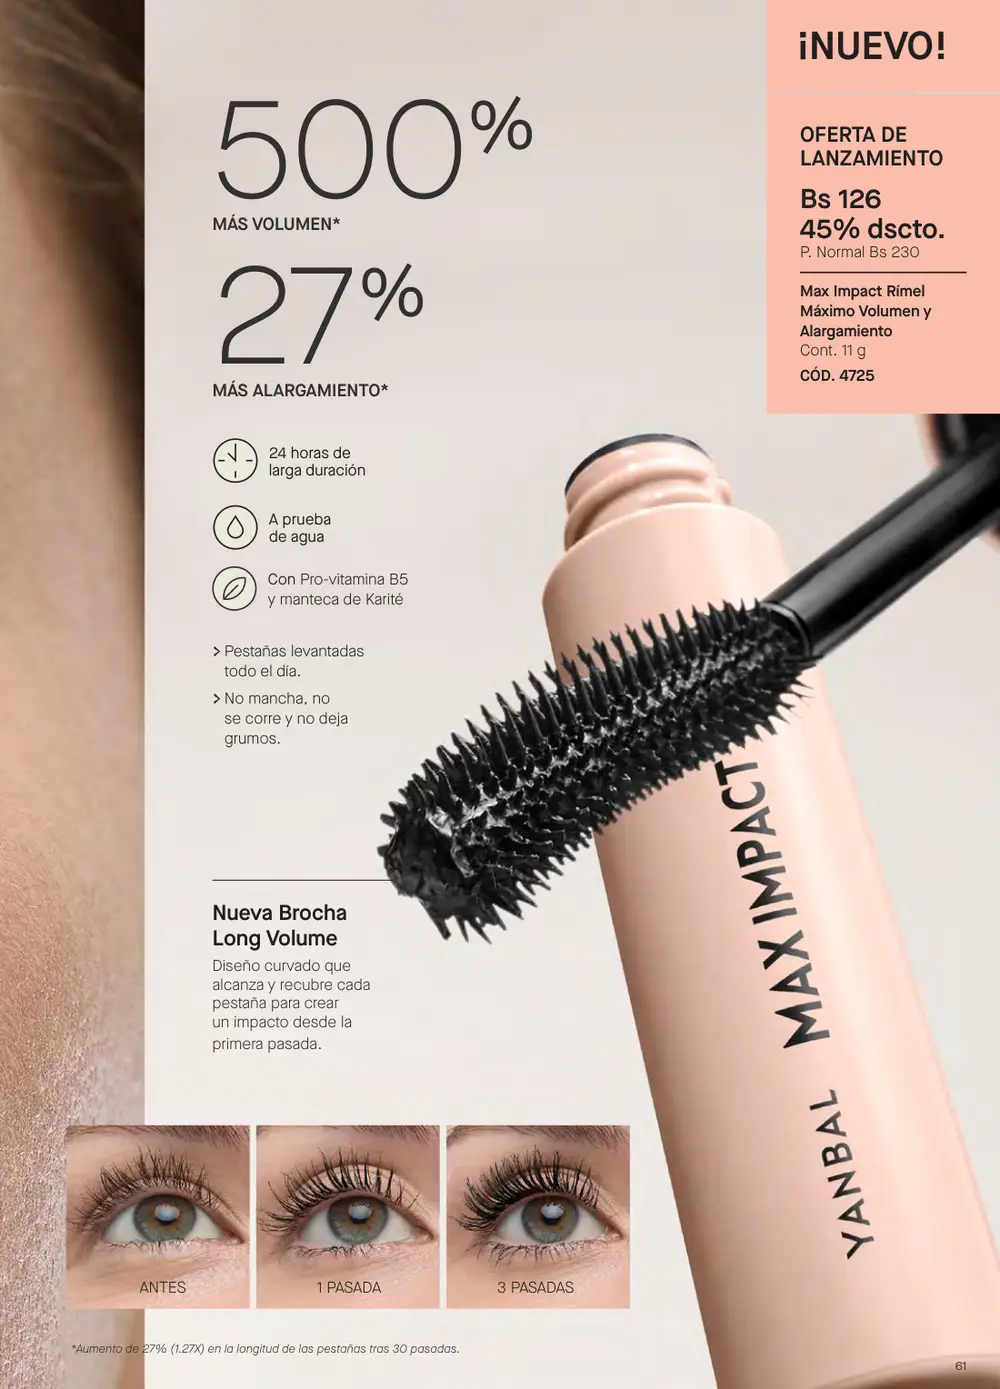 ¡NUEVO!
OFERTA DE
LANZAMIENTO
Bs 126
45% dscto.
P. Normal Bs 230
Max Impact Rímel
Máximo Volumen y
Alargamiento
Cont. 11 g
CÓD. 4725
500%
MÁS VOLUMEN*
27%
MÁS ALARGAMIENTO*
24 horas de
larga duración
A prueba
de agua
Con Pro-vitamina B5
y manteca de Karité
> Pestañas levantadas
todo el día.
> No mancha, no
se corre y no deja
grumos.
Nueva Brocha
Long Volume
Diseño curvado que
alcanza y recubre cada
pestaña para crear
un impacto desde la
primera pasada.
YANBAL MAX IMPACT
ANTES
1 PASADA
3 PASADAS
*Aumento de 27% (1.27X) en la longitud de las pestañas tras 30 pasadas.
61